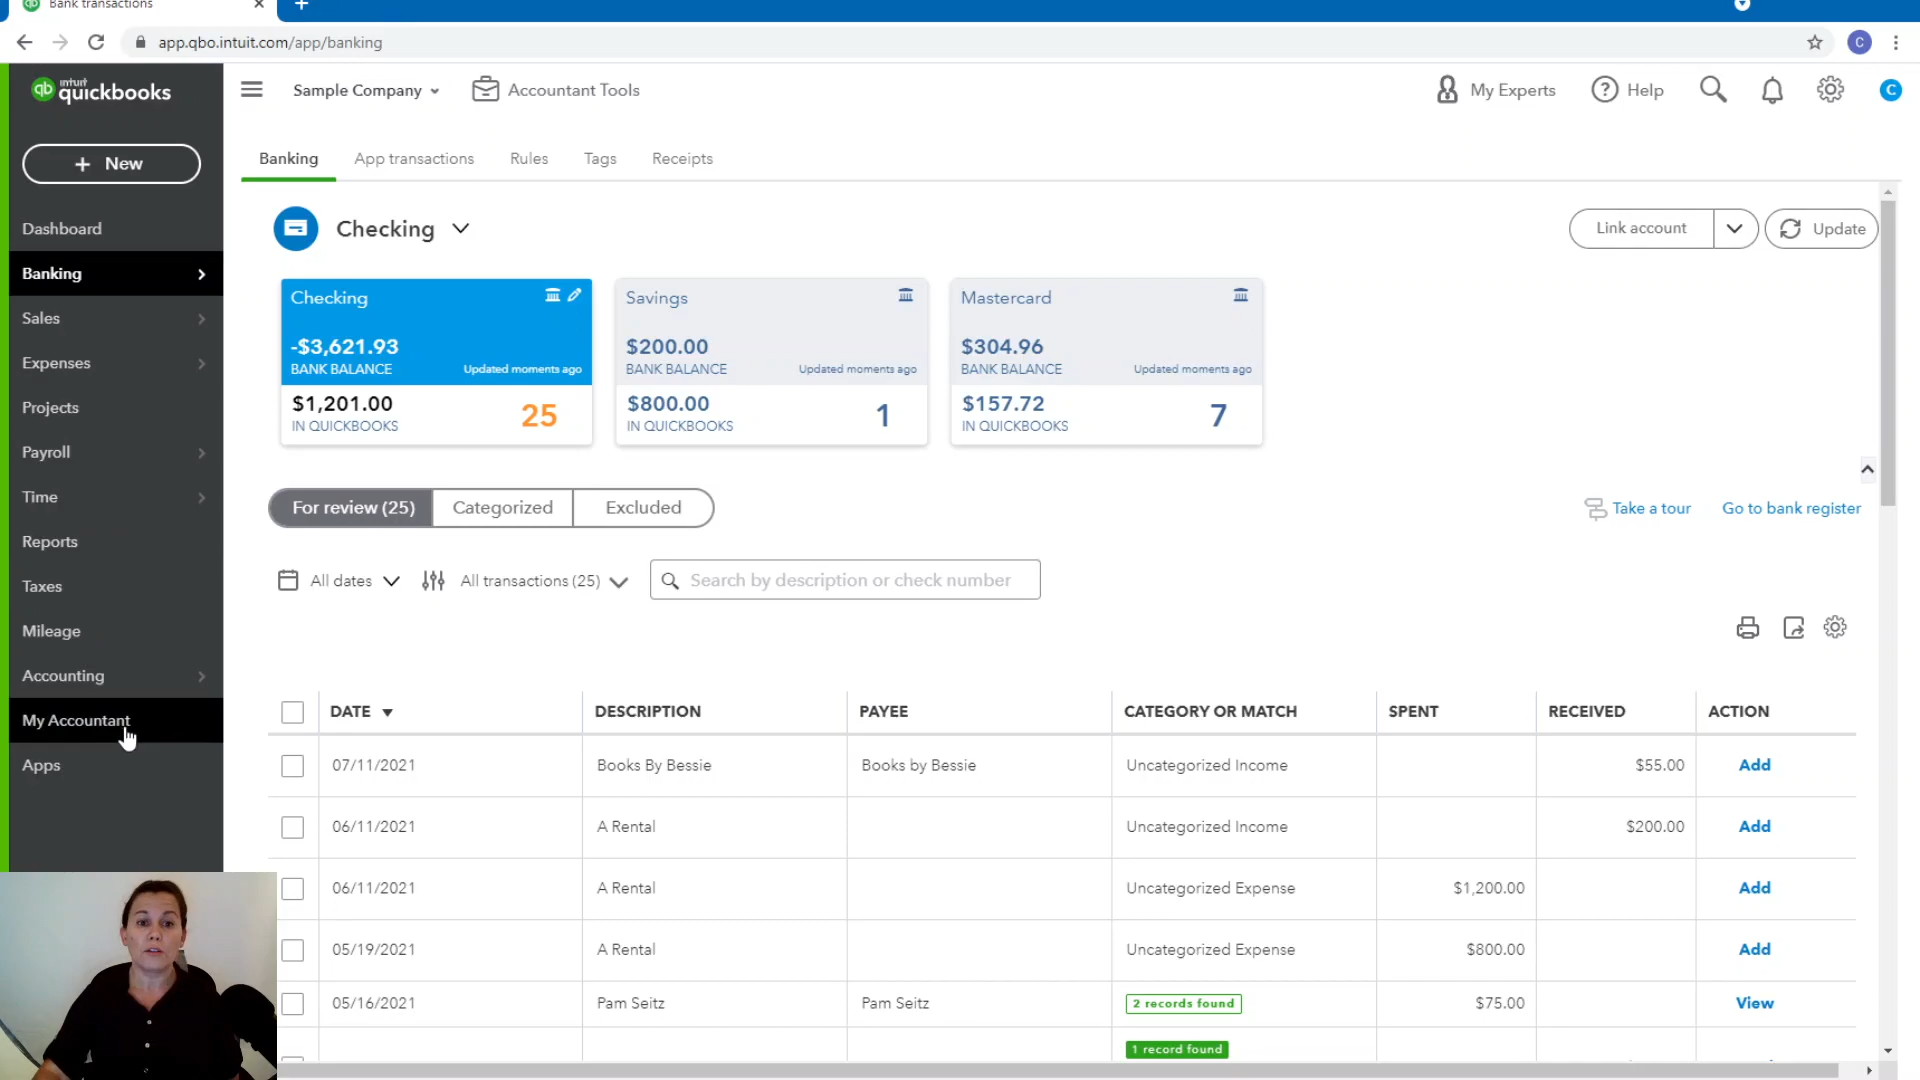 Bank transactions
app.qbo.intuit.com/app/banking
C
qb intuit quickbooks
Sample Company
Accountant Tools
My Experts
? Help
C
+ New
Dashboard
Banking
Sales
Expenses
Projects
Payroll
Time
Reports
Taxes
Mileage
Accounting
My Accountant
Apps
Banking App transactions Rules Tags Receipts
Checking
Link account
Update
Checking
-$3,621.93
BANK BALANCE Updated moments ago
$1,201.00
IN QUICKBOOKS
25
Savings
$200.00
BANK BALANCE Updated moments ago
$800.00
IN QUICKBOOKS
1
Mastercard
$304.96
BANK BALANCE Updated moments ago
$157.72
IN QUICKBOOKS
7
For review (25) Categorized Excluded
Take a tour Go to bank register
All dates All transactions (25) Search by description or check number
DATE DESCRIPTION PAYEE CATEGORY OR MATCH SPENT RECEIVED ACTION
07/11/2021 Books By Bessie Books by Bessie Uncategorized Income $55.00 Add
06/11/2021 A Rental Uncategorized Income $200.00 Add
06/11/2021 A Rental Uncategorized Expense $1,200.00 Add
05/19/2021 A Rental Uncategorized Expense $800.00 Add
05/16/2021 Pam Seitz Pam Seitz 2 records found $75.00 View
1 record found